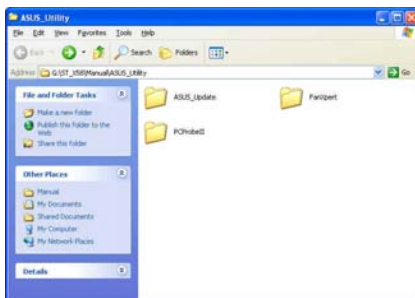 ASUS_Utility
File Edit View Favorites Tools Help
Back Search Folders
Address G:\ST_X58\Manual\ASUS_Utility Go
File and Folder Tasks
Make a new folder
Publish this folder to the Web
Share this folder
Other Places
Manual
My Documents
Shared Documents
My Computer
My Network Places
Details
ASUS_Update
FanXpert
PCProbeII